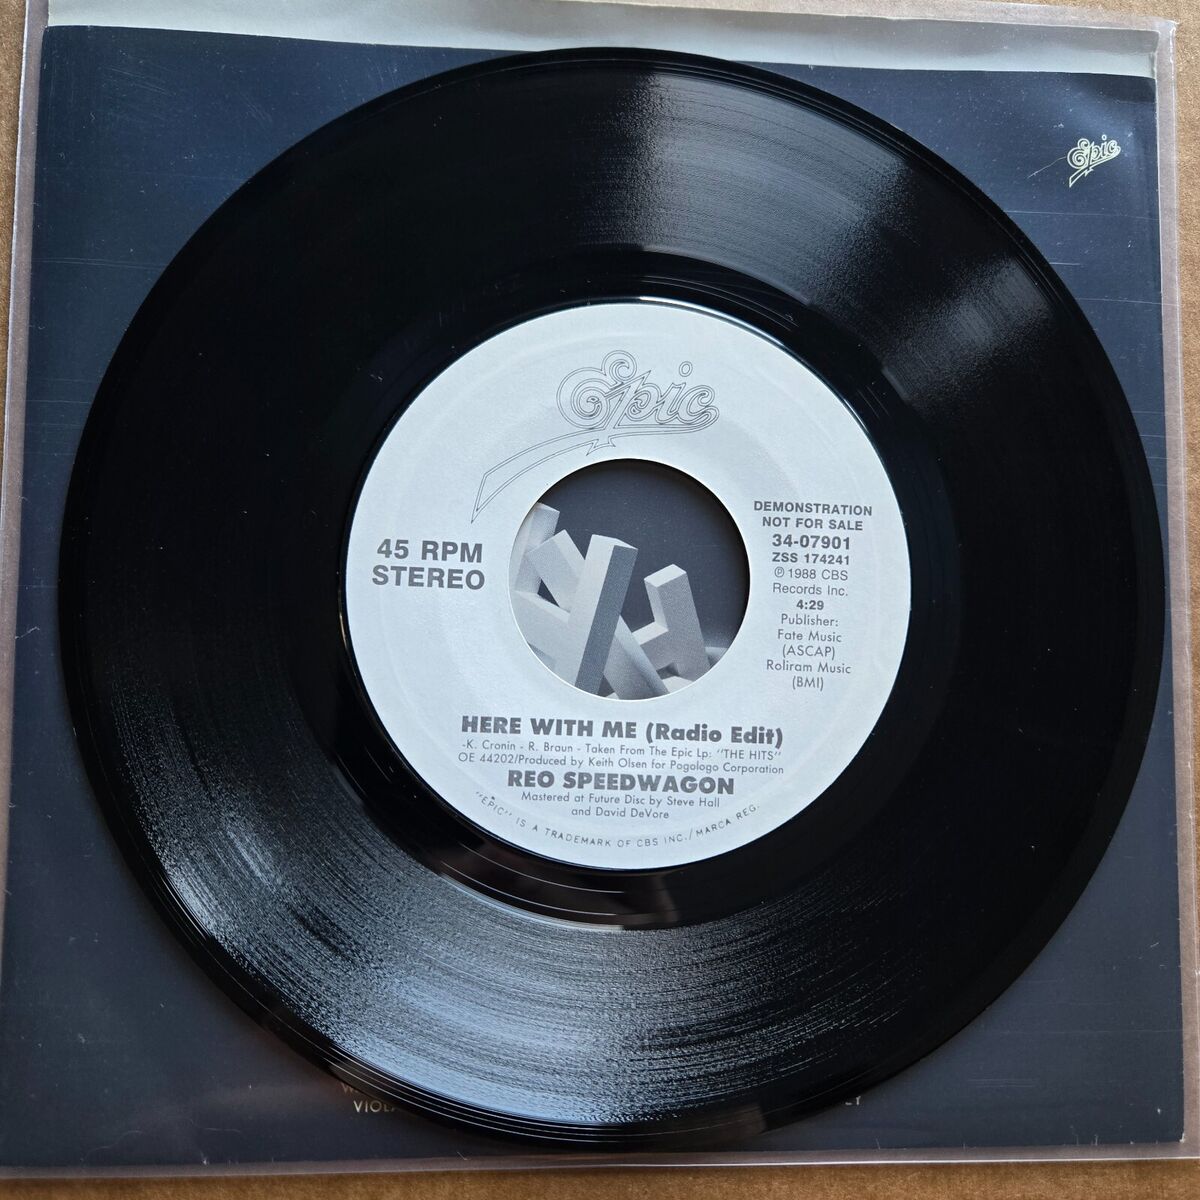 Epic
Epic
45 RPM
STEREO
DEMONSTRATION
NOT FOR SALE
34-07901
ZSS 174241
℗ 1988 CBS
Records Inc.
4:29
Publisher:
Fate Music
(ASCAP)
Roliram Music
(BMI)
HERE WITH ME (Radio Edit)
-K. Cronin - R. Braun - Taken From The Epic Lp: "THE HITS"
OE 44202/Produced by Keith Olsen for Pogologo Corporation
REO SPEEDWAGON
Mastered at Future Disc by Steve Hall
and David DeVore
"EPIC" IS A TRADEMARK OF CBS INC./MARCA REG.